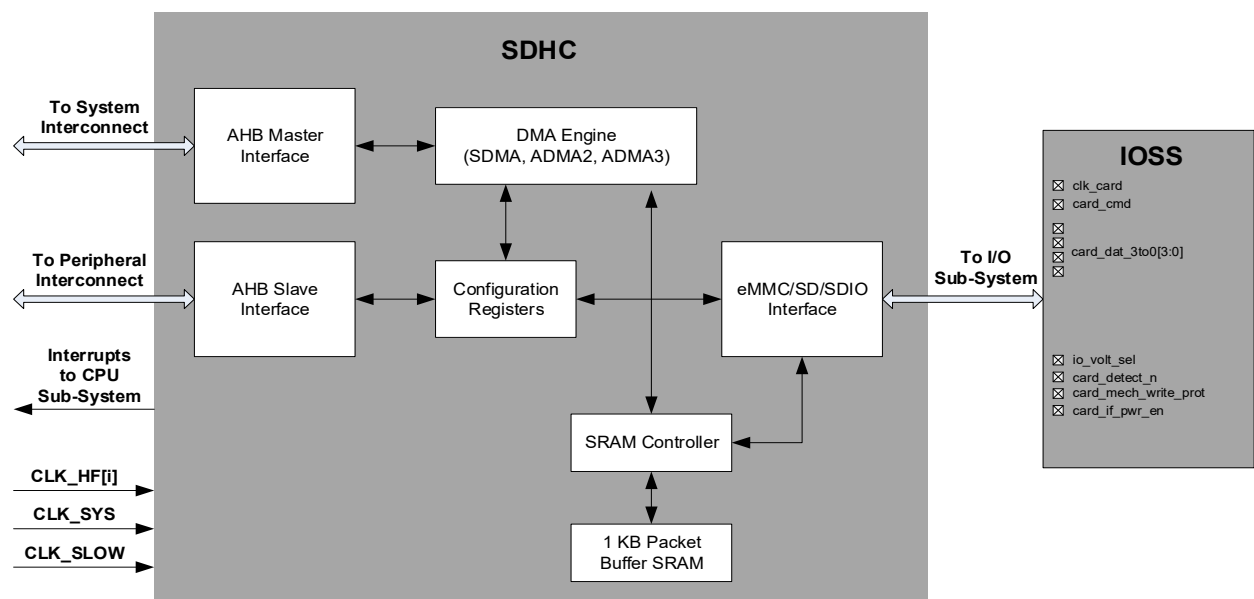 SDHC
To System
Interconnect
AHB Master
Interface
DMA Engine
(SDMA, ADMA2, ADMA3)
To Peripheral
Interconnect
AHB Slave
Interface
Configuration
Registers
eMMC/SD/SDIO
Interface
To I/O
Sub-System
Interrupts
to CPU
Sub-System
SRAM Controller
CLK_HF[i]
CLK_SYS
CLK_SLOW
1 KB Packet
Buffer SRAM
IOSS
clk_card
card_cmd
card_dat_3to0[3:0]
io_volt_sel
card_detect_n
card_mech_write_prot
card_if_pwr_en